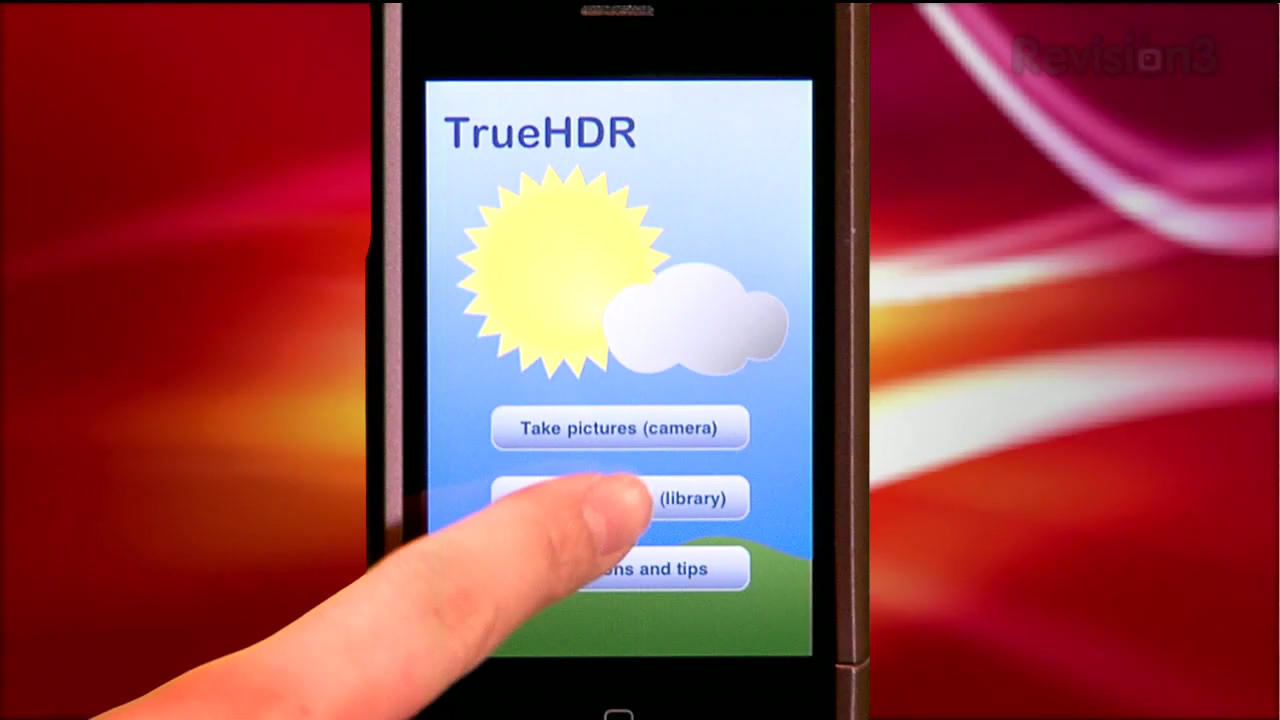 Revision3
TrueHDR
Take pictures (camera)
(library)
ons and tips